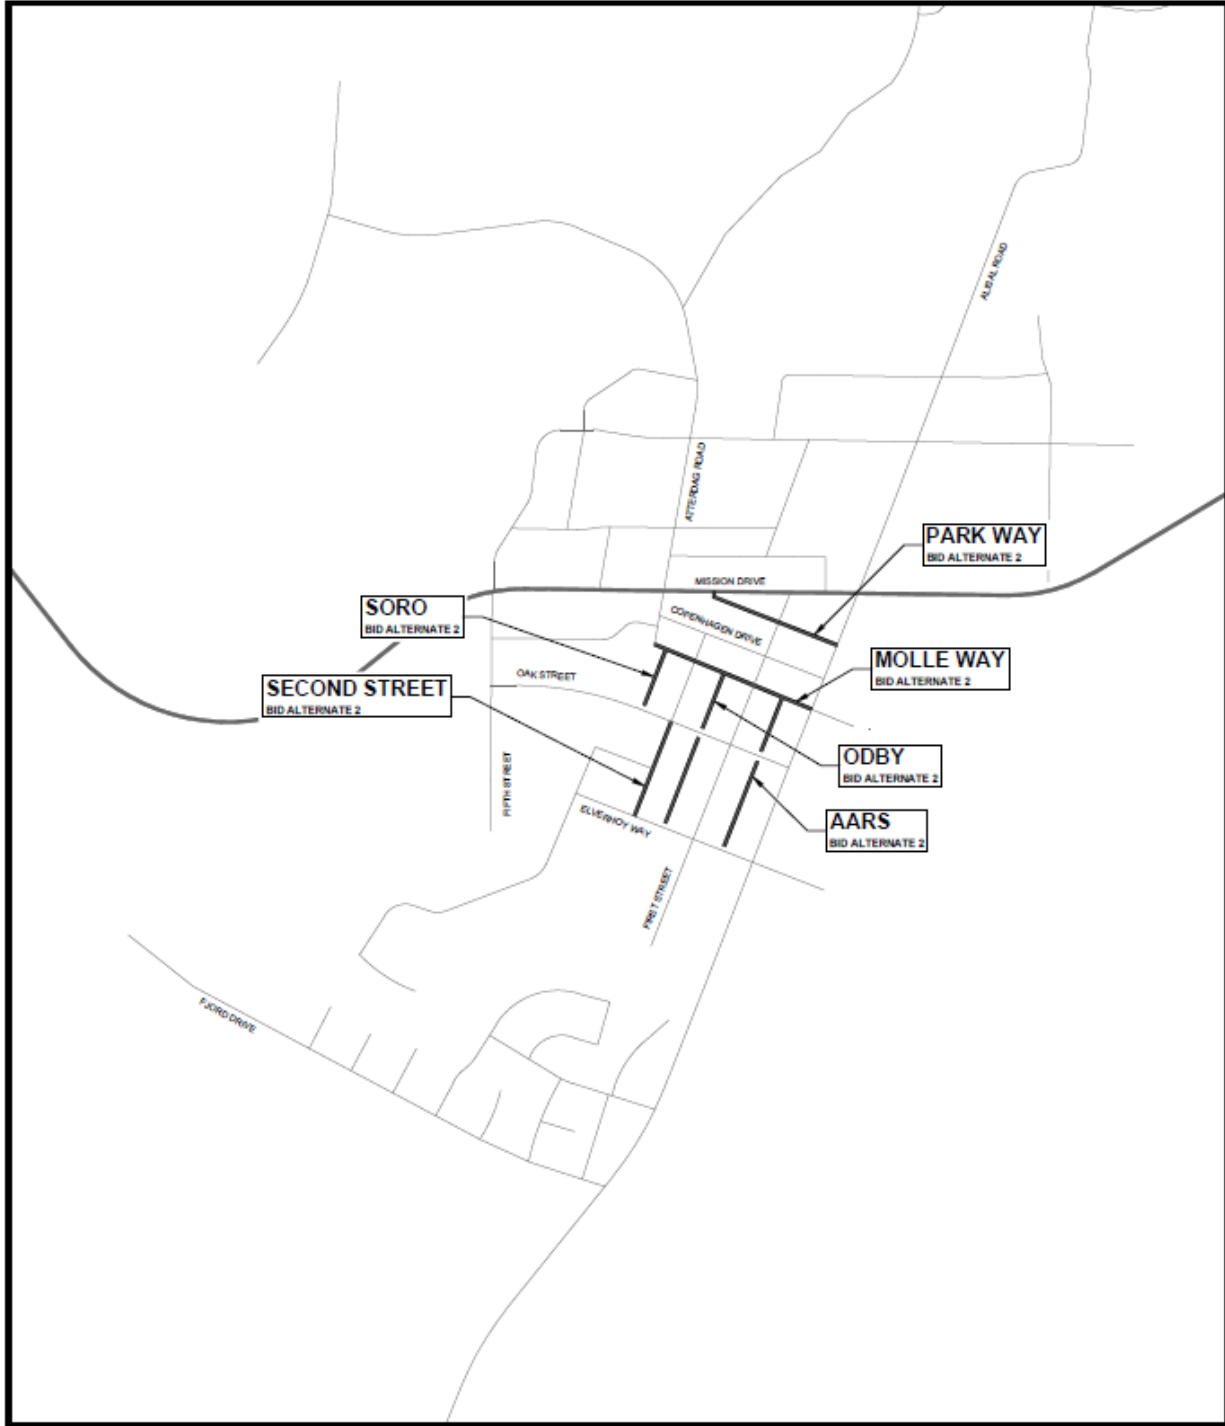 ALISAL ROAD
ATTERDAG ROAD
PARK WAY
BID ALTERNATE 2
MISSION DRIVE
SORO
BID ALTERNATE 2
COPENHAGEN DRIVE
MOLLE WAY
BID ALTERNATE 2
OAK STREET
SECOND STREET
BID ALTERNATE 2
ODBY
BID ALTERNATE 2
FIFTH STREET
ELVERHOY WAY
AARS
BID ALTERNATE 2
FIRST STREET
FJORD DRIVE